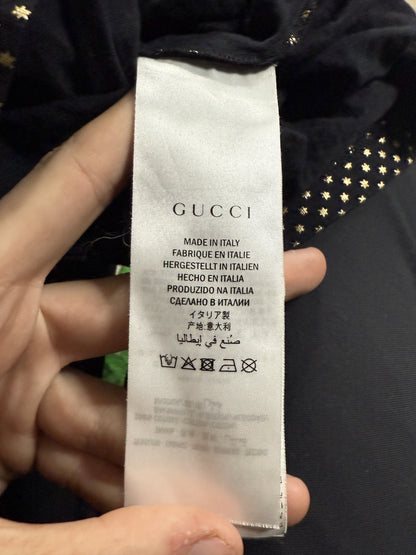 GUCCI
MADE IN ITALY
FABRIQUE EN ITALIE
HERGESTELLT IN ITALIEN
HECHO EN ITALIA
PRODUZIDO NA ITALIA
СДЕЛАНО В ИТАЛИИ
イタリア製
产地:意大利
صُنع في إيطاليا